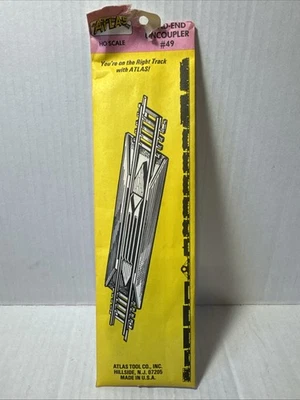 ATLAS
HO SCALE
-END
UNCOUPLER
#49
You're on the Right Track
with ATLAS!
ATLAS TOOL CO., INC.
HILLSIDE, N.J. 07205
MADE IN U.S.A.